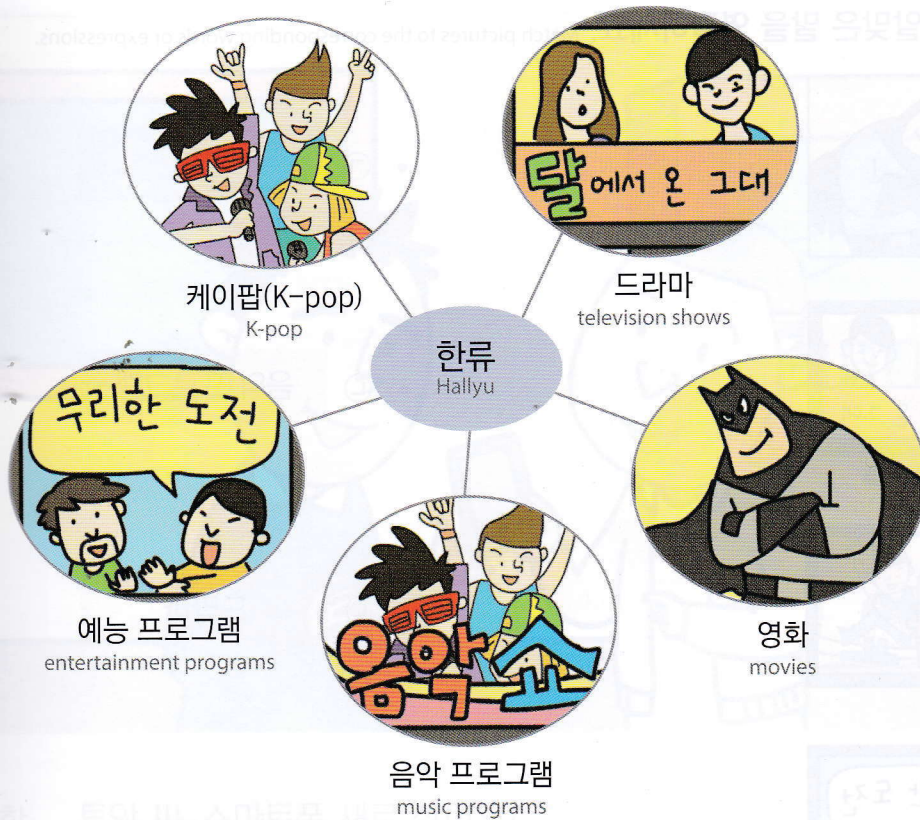 달에서 온 그대
케이팝(K-pop)
K-pop
드라마
television shows
한류
Hallyu
무리한 도전
예능 프로그램
entertainment programs
음악 쇼
음악 프로그램
music programs
영화
movies